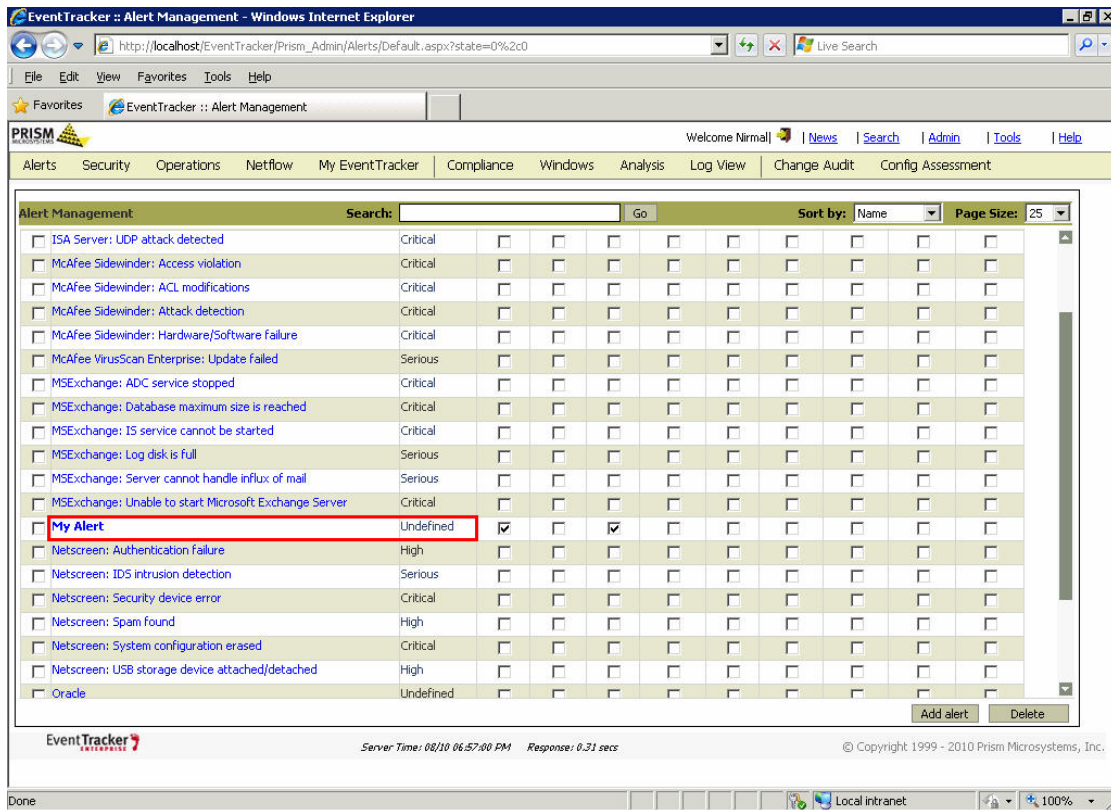 EventTracker :: Alert Management - Windows Internet Explorer
http://localhost/EventTracker/Prism_Admin/Alerts/Default.aspx?state=0%2c0
Live Search
File Edit View Favorites Tools Help
Favorites EventTracker :: Alert Management
PRISM MICROSYSTEMS Welcome Nirmal| | News | Search | Admin | Tools | Help
Alerts Security Operations Netflow My EventTracker Compliance Windows Analysis Log View Change Audit Config Assessment
Alert Management Search: Go Sort by: Name Page Size: 25
ISA Server: UDP attack detected Critical
McAfee Sidewinder: Access violation Critical
McAfee Sidewinder: ACL modifications Critical
McAfee Sidewinder: Attack detection Critical
McAfee Sidewinder: Hardware/Software failure Critical
McAfee VirusScan Enterprise: Update failed Serious
MSExchange: ADC service stopped Critical
MSExchange: Database maximum size is reached Critical
MSExchange: IS service cannot be started Critical
MSExchange: Log disk is full Serious
MSExchange: Server cannot handle influx of mail Serious
MSExchange: Unable to start Microsoft Exchange Server Critical
My Alert Undefined
Netscreen: Authentication failure High
Netscreen: IDS intrusion detection Serious
Netscreen: Security device error Critical
Netscreen: Spam found High
Netscreen: System configuration erased Critical
Netscreen: USB storage device attached/detached High
Oracle Undefined
Add alert Delete
EventTracker ENTERPRISE Server Time: 08/10 06:57:00 PM Response: 0.31 secs © Copyright 1999 - 2010 Prism Microsystems, Inc.
Done Local intranet 100%